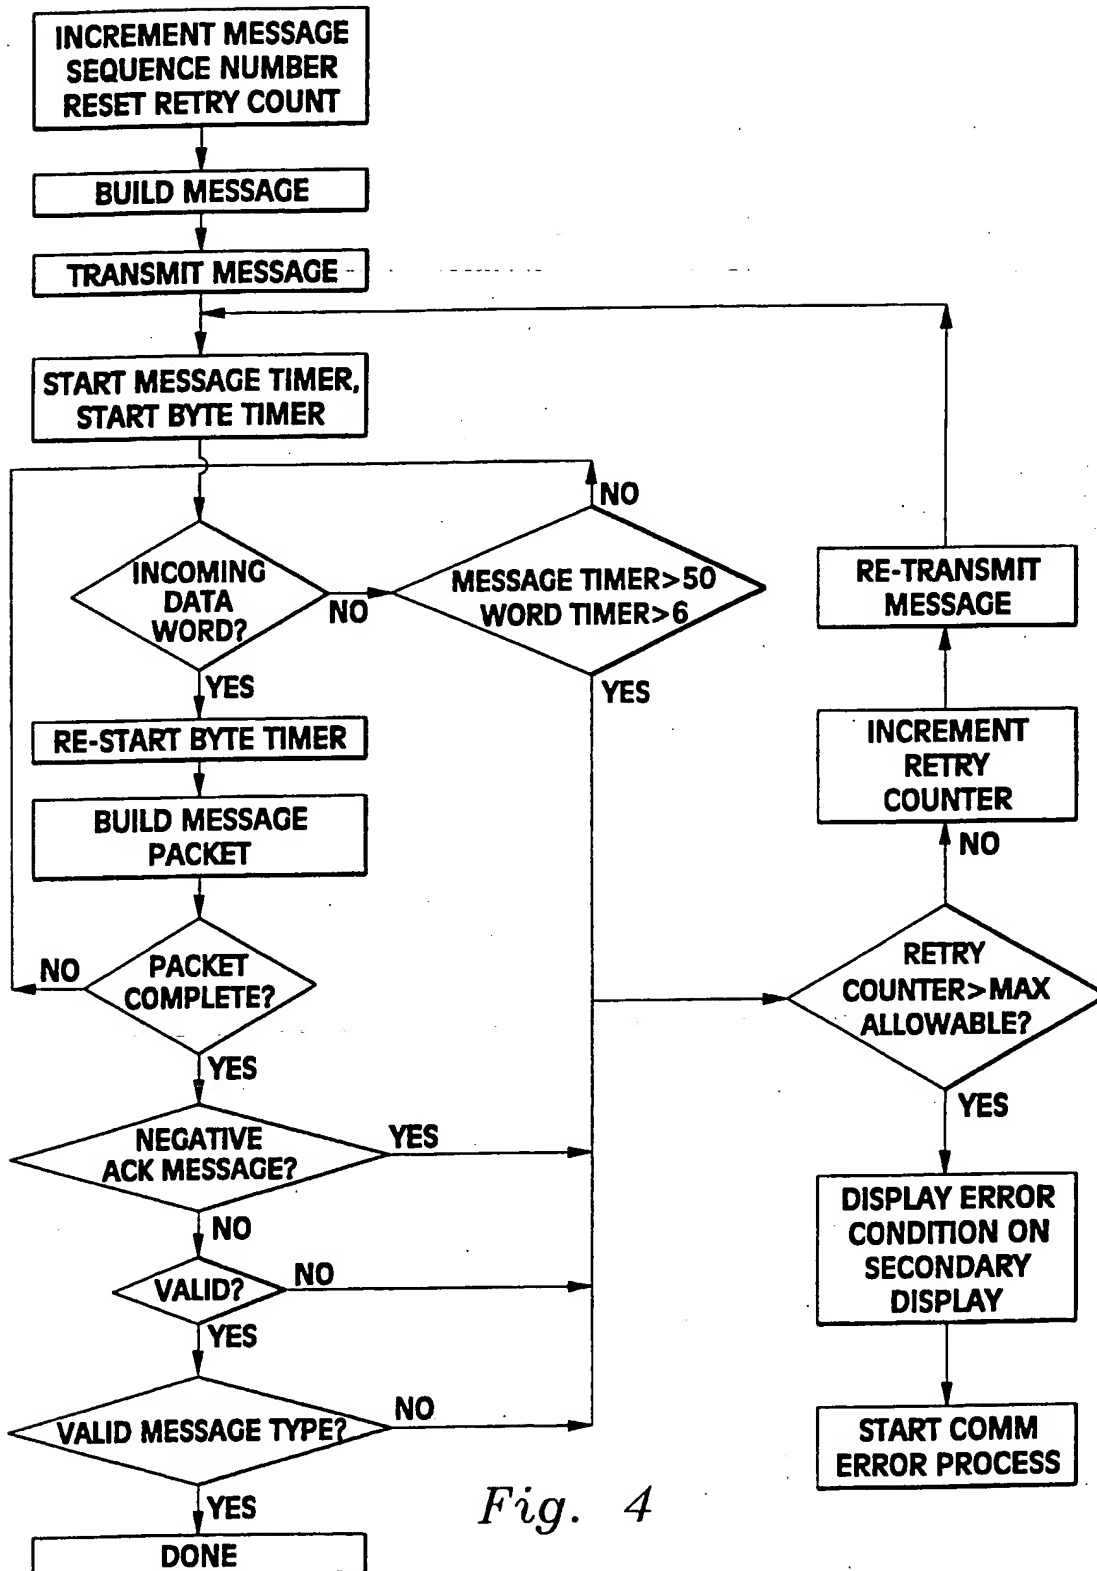 INCREMENT MESSAGE
SEQUENCE NUMBER
RESET RETRY COUNT
BUILD MESSAGE
TRANSMIT MESSAGE
START MESSAGE TIMER,
START BYTE TIMER
INCOMING
DATA
WORD?
NO
YES
MESSAGE TIMER>50
WORD TIMER>6
NO
YES
RE-START BYTE TIMER
BUILD MESSAGE
PACKET
PACKET
COMPLETE?
NO
YES
NEGATIVE
ACK MESSAGE?
YES
NO
VALID?
NO
YES
VALID MESSAGE TYPE?
NO
YES
DONE
RE-TRANSMIT
MESSAGE
INCREMENT
RETRY
COUNTER
NO
RETRY
COUNTER>MAX
ALLOWABLE?
YES
DISPLAY ERROR
CONDITION ON
SECONDARY
DISPLAY
START COMM
ERROR PROCESS
Fig. 4